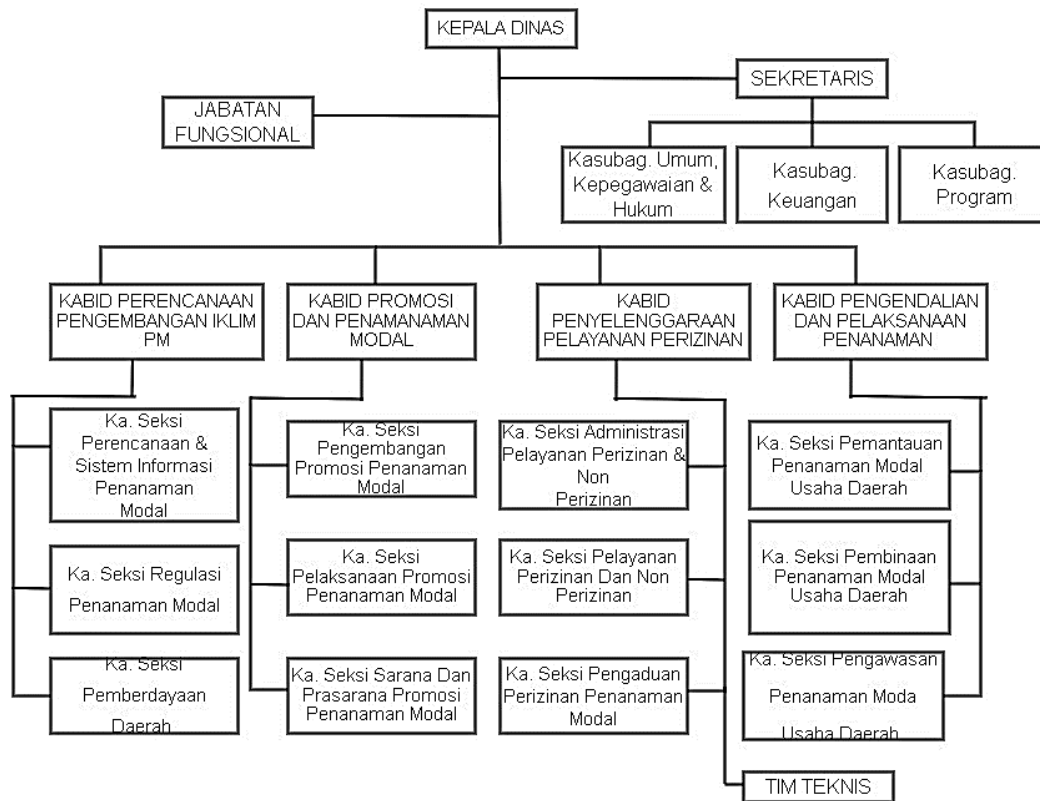 KEPALA DINAS
SEKRETARIS
JABATAN
FUNGSIONAL
Kasubag. Umum,
Kepegawaian &
Hukum
Kasubag.
Keuangan
Kasubag.
Program
KABID PERENCANAAN
PENGEMBANGAN IKLIM
PM
KABID PROMOSI
DAN PENAMANAMAN
MODAL
KABID
PENYELENGGARAAN
PELAYANAN PERIZINAN
KABID PENGENDALIAN
DAN PELAKSANAAN
PENANAMAN
Ka. Seksi
Perencanaan &
Sistem Informasi
Penanaman
Modal
Ka. Seksi Regulasi
Penanaman Modal
Ka. Seksi
Pemberdayaan
Daerah
Ka. Seksi
Pengembangan
Promosi Penanaman
Modal
Ka. Seksi
Pelaksanaan Promosi
Penanaman Modal
Ka. Seksi Sarana Dan
Prasarana Promosi
Penanaman Modal
Ka. Seksi Administrasi
Pelayanan Perizinan &
Non
Perizinan
Ka. Seksi Pelayanan
Perizinan Dan Non
Perizinan
Ka. Seksi Pengaduan
Perizinan Penanaman
Modal
Ka. Seksi Pemantauan
Penanaman Modal
Usaha Daerah
Ka. Seksi Pembinaan
Penanaman Modal
Usaha Daerah
Ka. Seksi Pengawasan
Penanaman Moda
Usaha Daerah
TIM TEKNIS